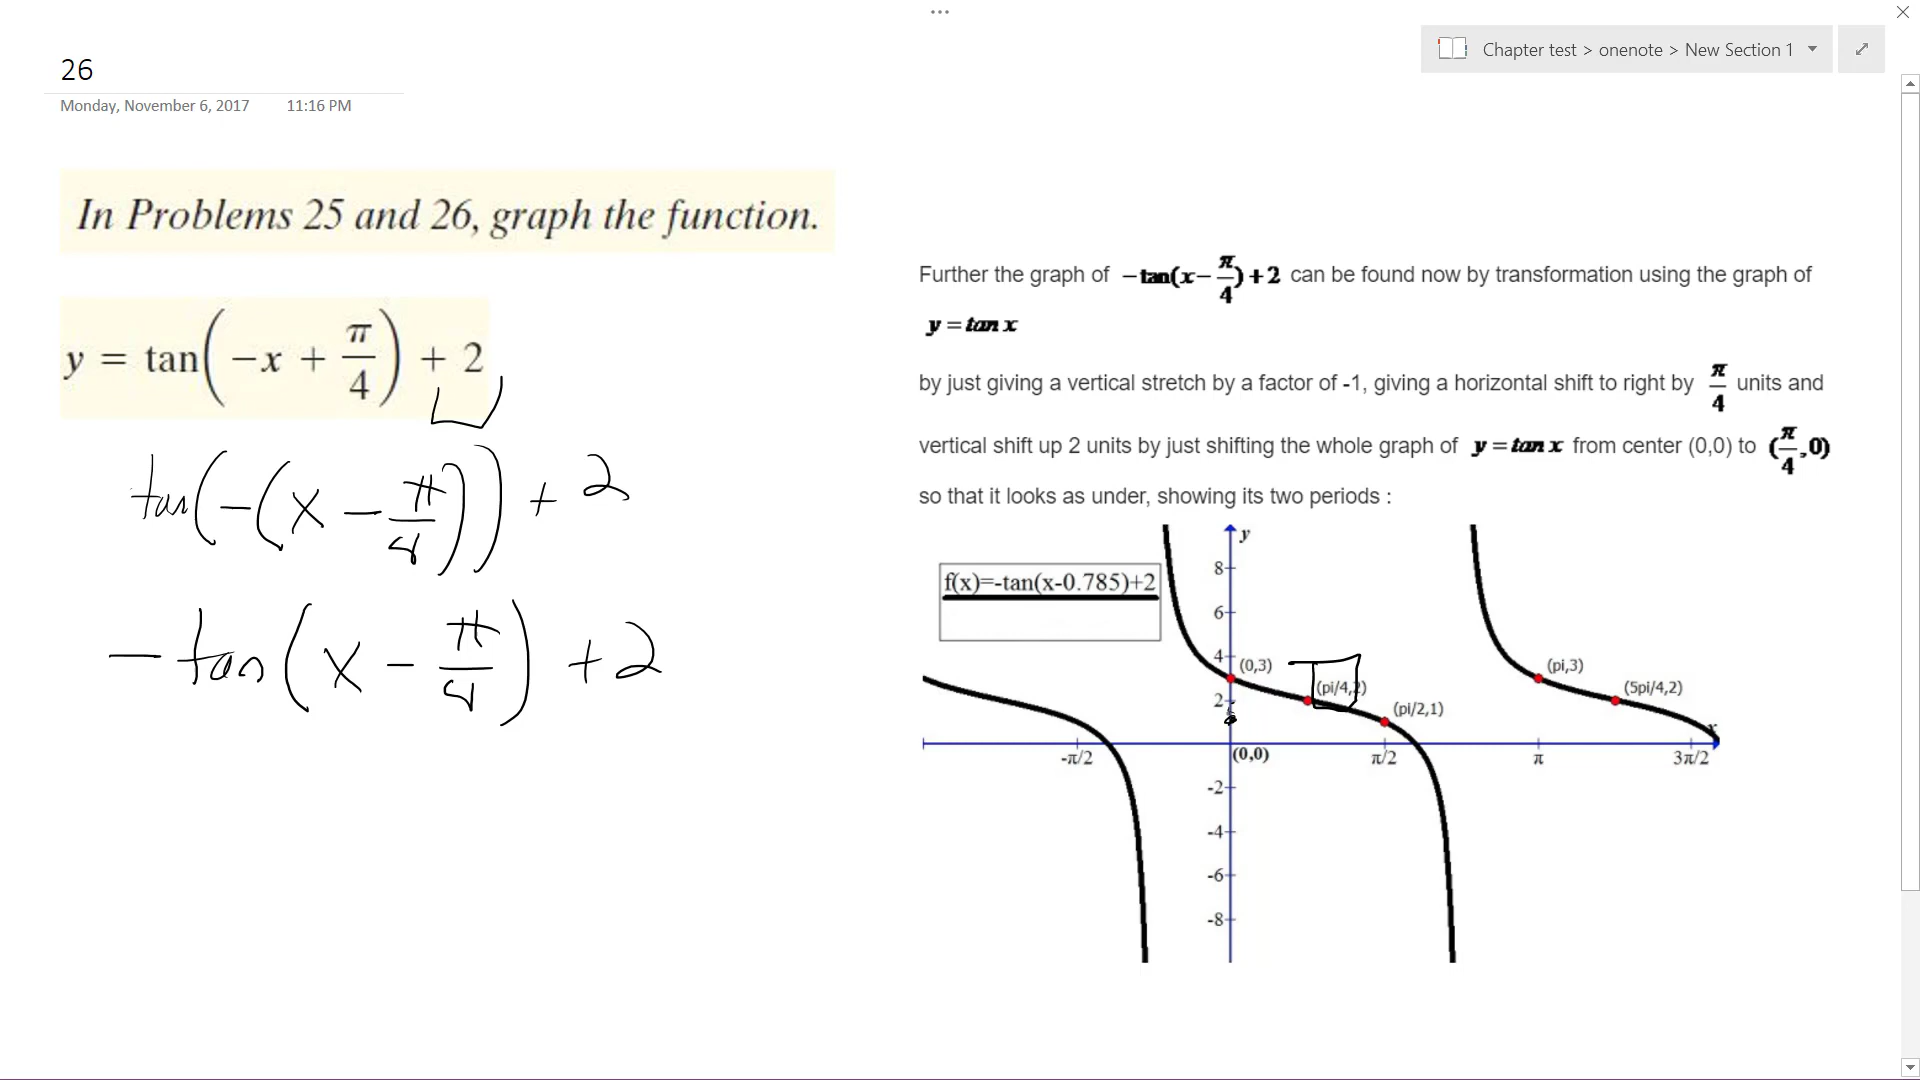 26
Monday, November 6, 2017 11:16 PM
Chapter test > onenote > New Section 1
In Problems 25 and 26, graph the function.
y = tan(−x + π/4) + 2
tan(−(x − π/4)) + 2
−tan(x − π/4) + 2
Further the graph of −tan(x−π/4)+2 can be found now by transformation using the graph of
y = tan x
by just giving a vertical stretch by a factor of -1, giving a horizontal shift to right by π/4 units and
vertical shift up 2 units by just shifting the whole graph of y = tan x from center (0,0) to (π/4,0)
so that it looks as under, showing its two periods :
f(x)=-tan(x-0.785)+2
y
8
6
4
2
-2
-4
-6
-8
(0,3)
(pi/4,2)
(pi/2,1)
(pi,3)
(5pi/4,2)
x
-π/2
(0,0)
π/2
π
3π/2